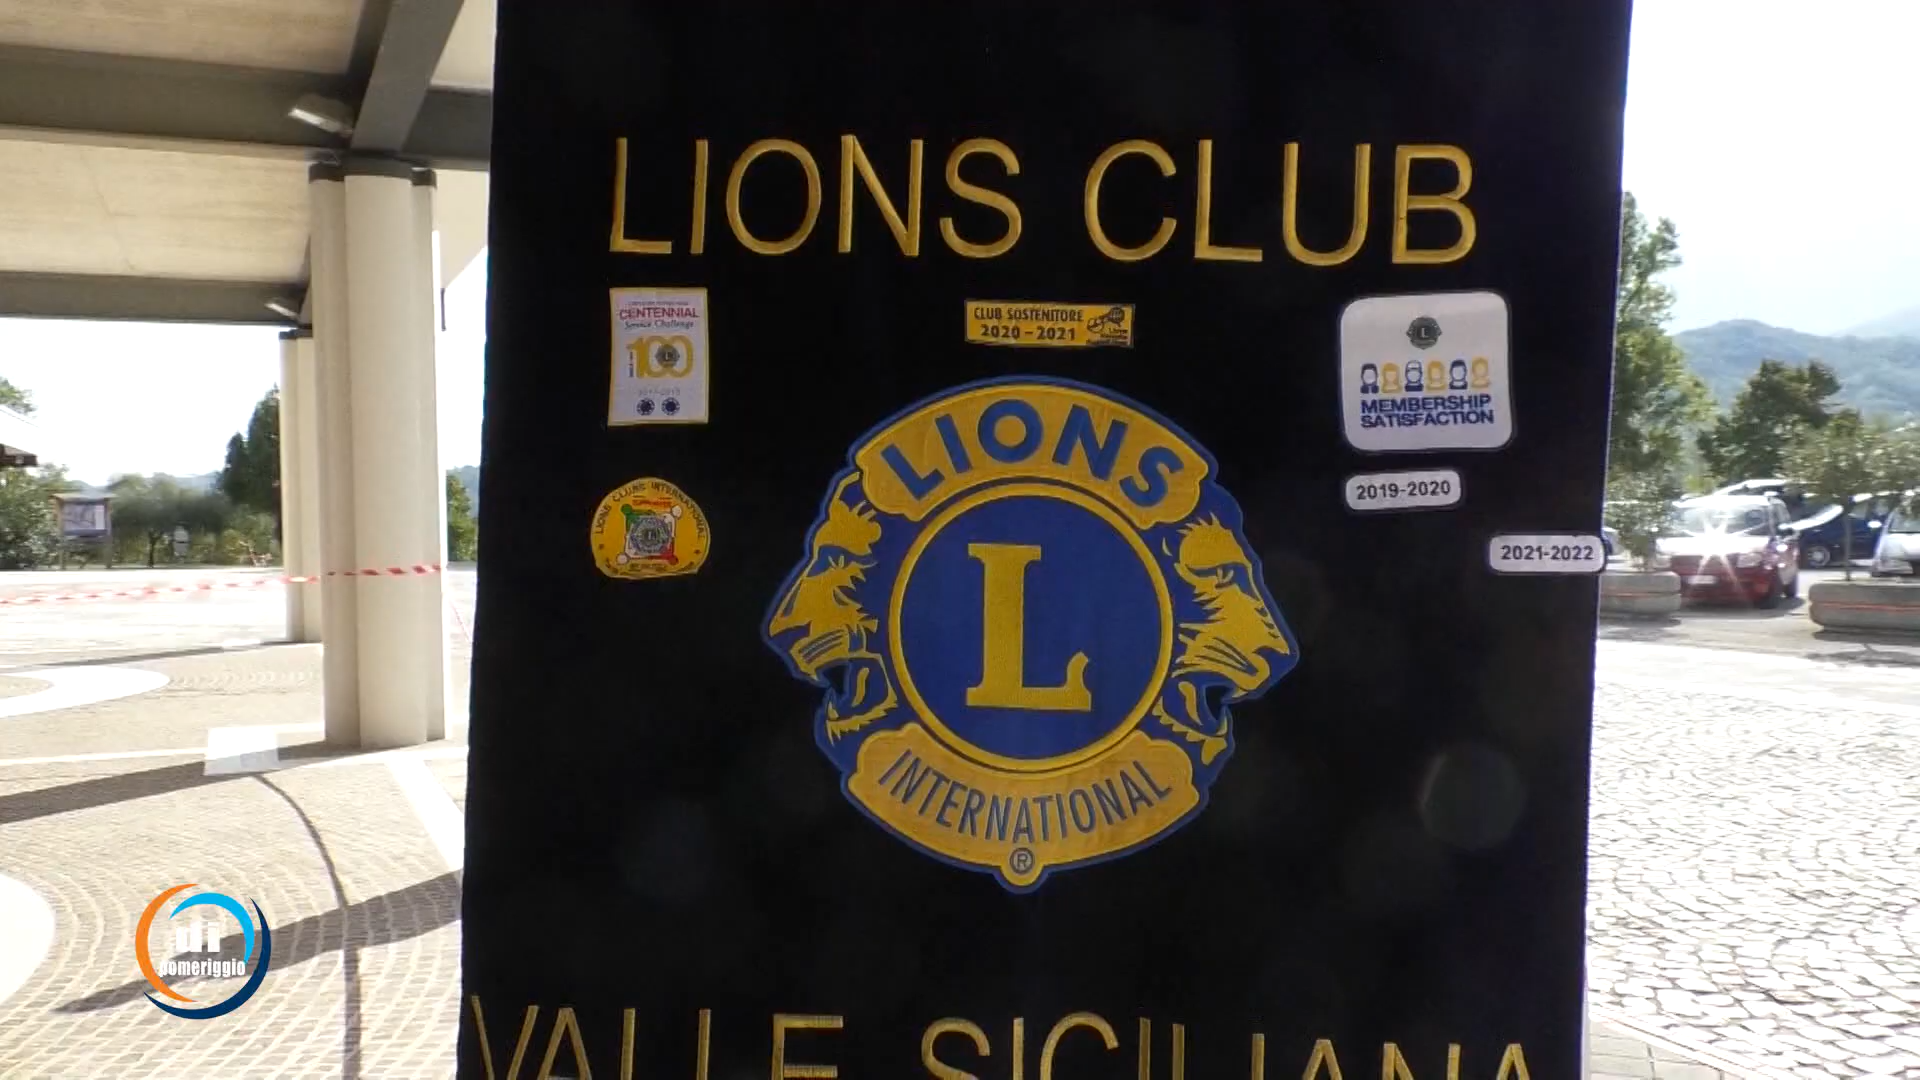 LIONS CLUB
CENTENNIAL
Service Challenge
100
CLUB SOSTENITORE
2020 - 2021
MEMBERSHIP
SATISFACTION
2019-2020
2021-2022
LIONS CLUBS INTERNATIONAL
LIONS
L
INTERNATIONAL
®
VALLE SICILIANA
di
pomeriggio